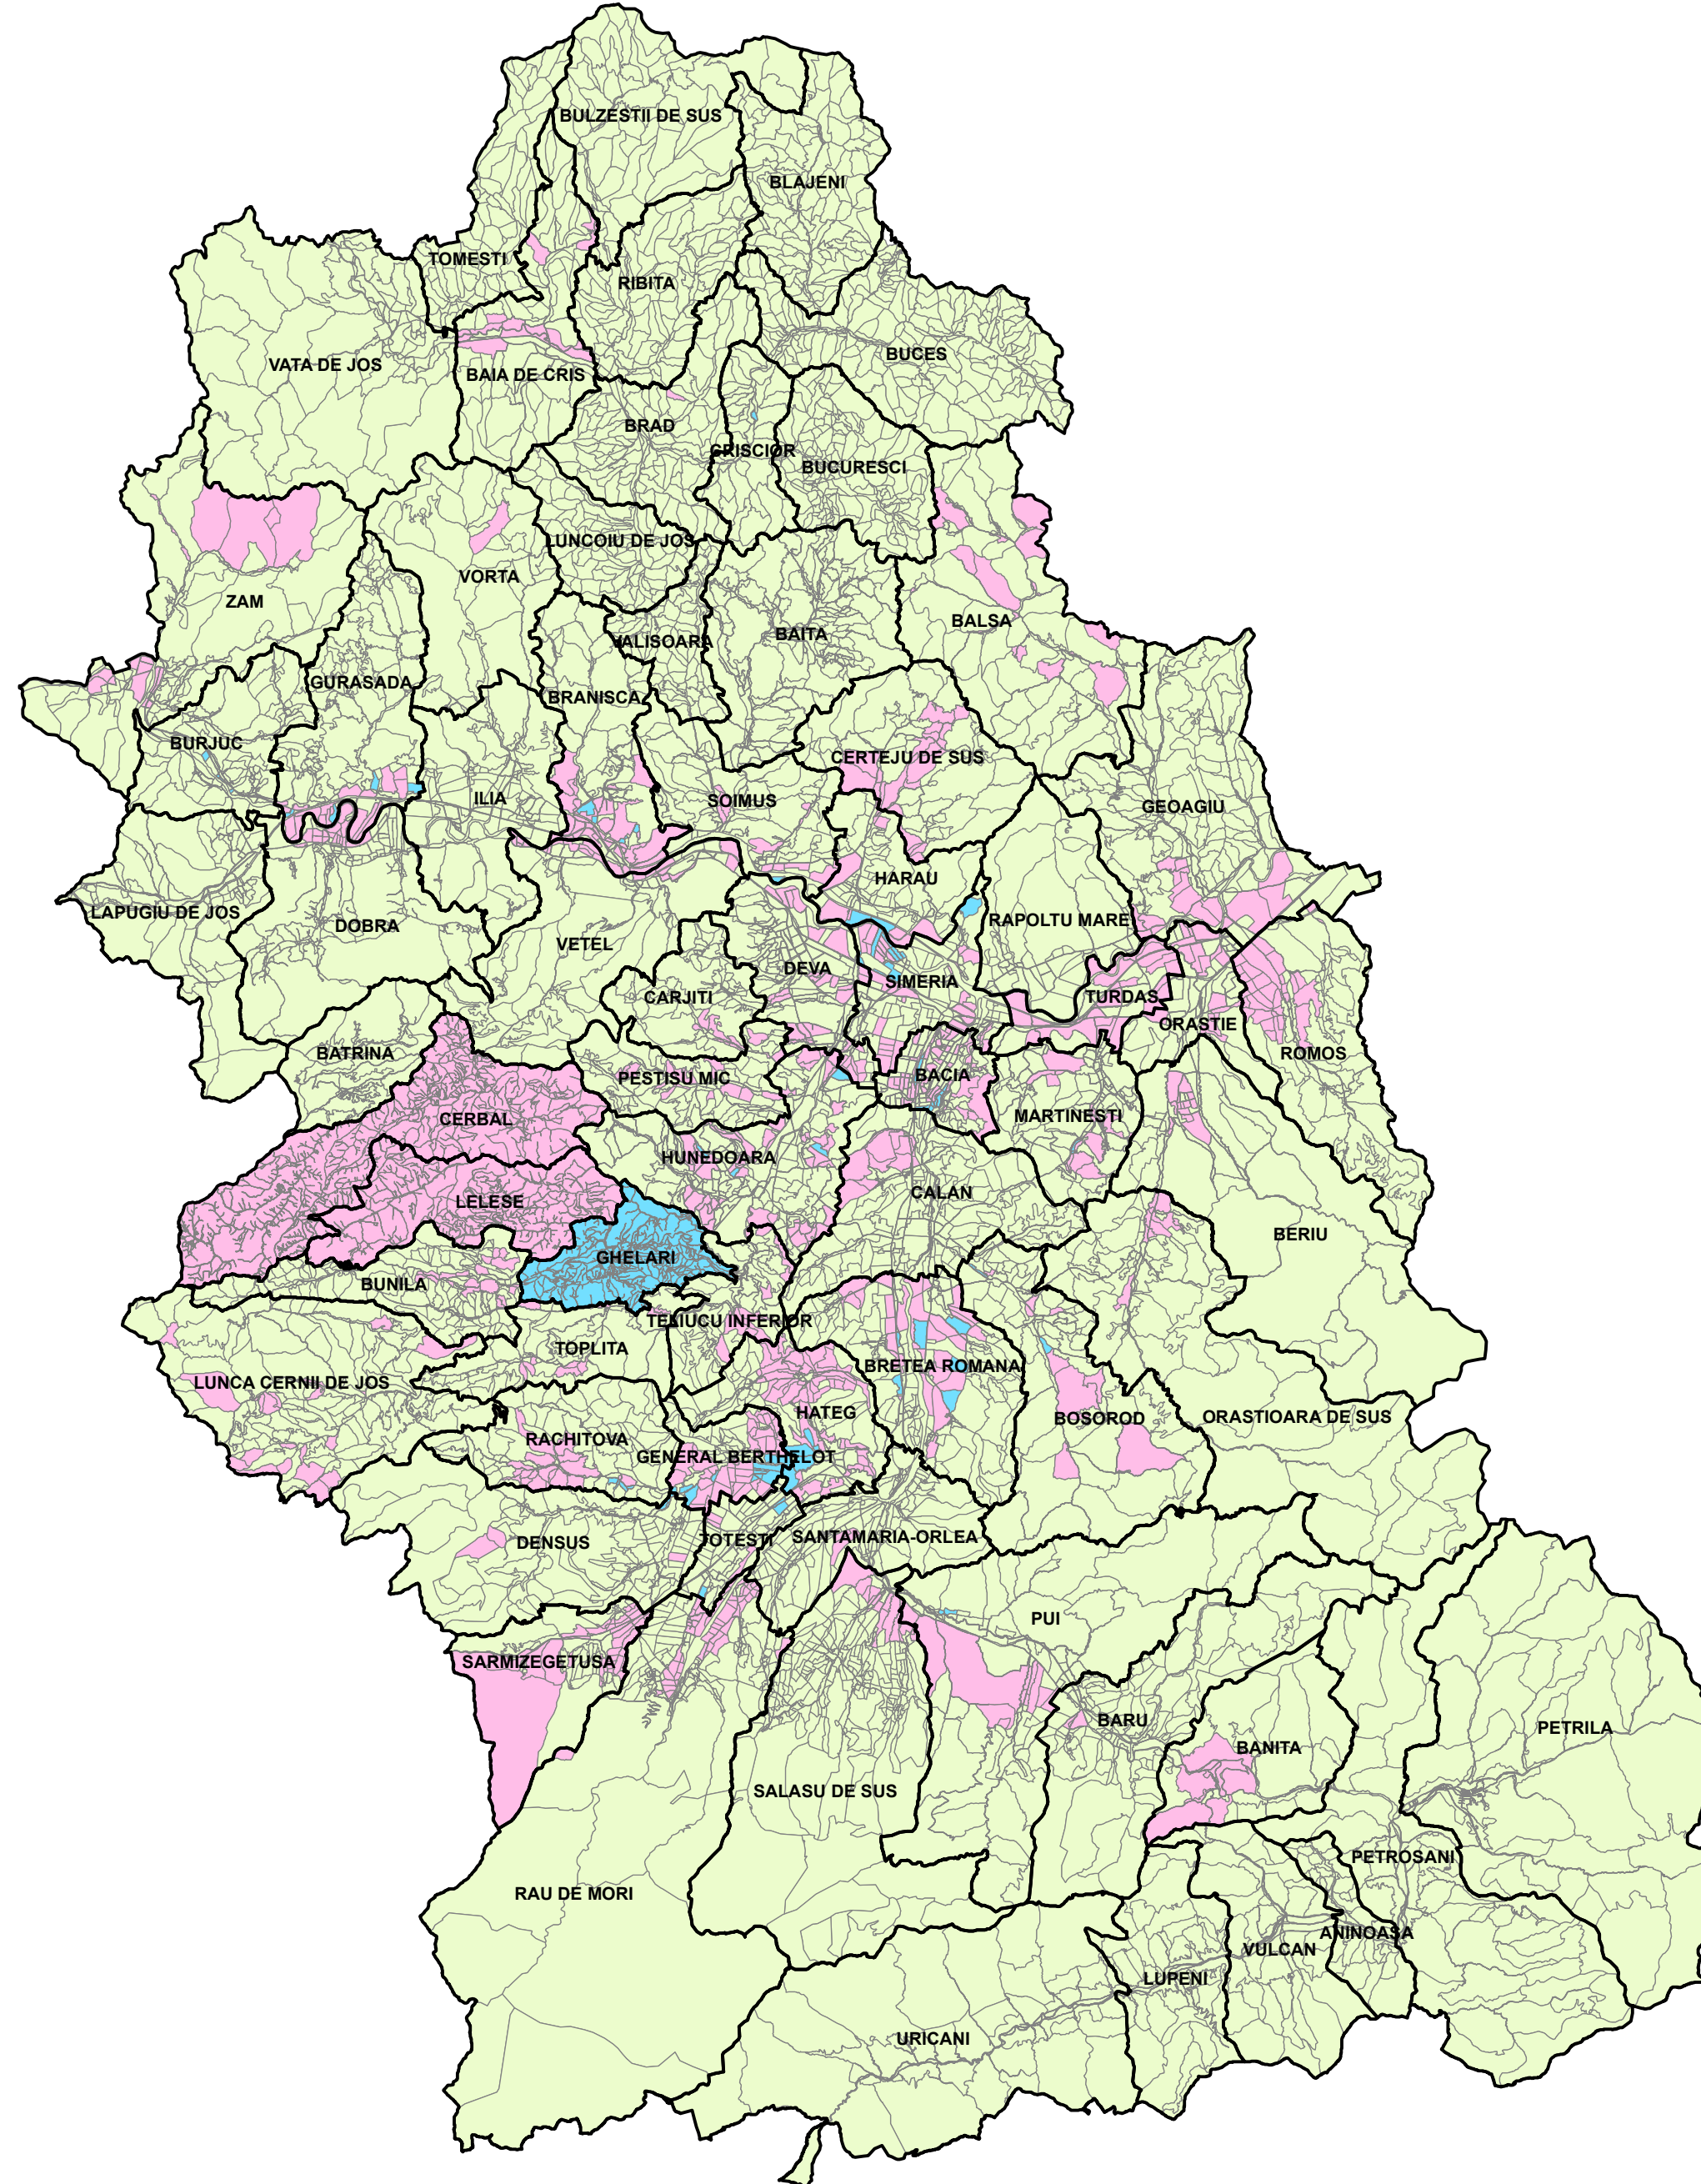 BULZESTII DE SUS
BLAJENI
TOMESTI
RIBITA
BUCES
VATA DE JOS
BAIA DE CRIS
BRAD
CRISCIOR
BUCURESCI
LUNCOIU DE JOS
VORTA
ZAM
BALSA
VALISOARA
BAITA
GURASADA
BRANISCA
BURJUC
CERTEJU DE SUS
ILIA
SOIMUS
GEOAGIU
HARAU
LAPUGIU DE JOS
RAPOLTU MARE
DOBRA
VETEL
DEVA
SIMERIA
CARJITI
TURDAS
ORASTIE
BATRINA
ROMOS
PESTISU MIC
BACIA
CERBAL
MARTINESTI
HUNEDOARA
CALAN
LELESE
BERIU
GHELARI
BUNILA
TELIUCU INFERIOR
TOPLITA
BRETEA ROMANA
LUNCA CERNII DE JOS
HATEG
BOSOROD
ORASTIOARA DE SUS
RACHITOVA
GENERAL BERTHELOT
DENSUS
TOTESTI
SANTAMARIA-ORLEA
PUI
SARMIZEGETUSA
BARU
PETRILA
BANITA
SALASU DE SUS
PETROSANI
RAU DE MORI
ANINOASA
VULCAN
LUPENI
URICANI